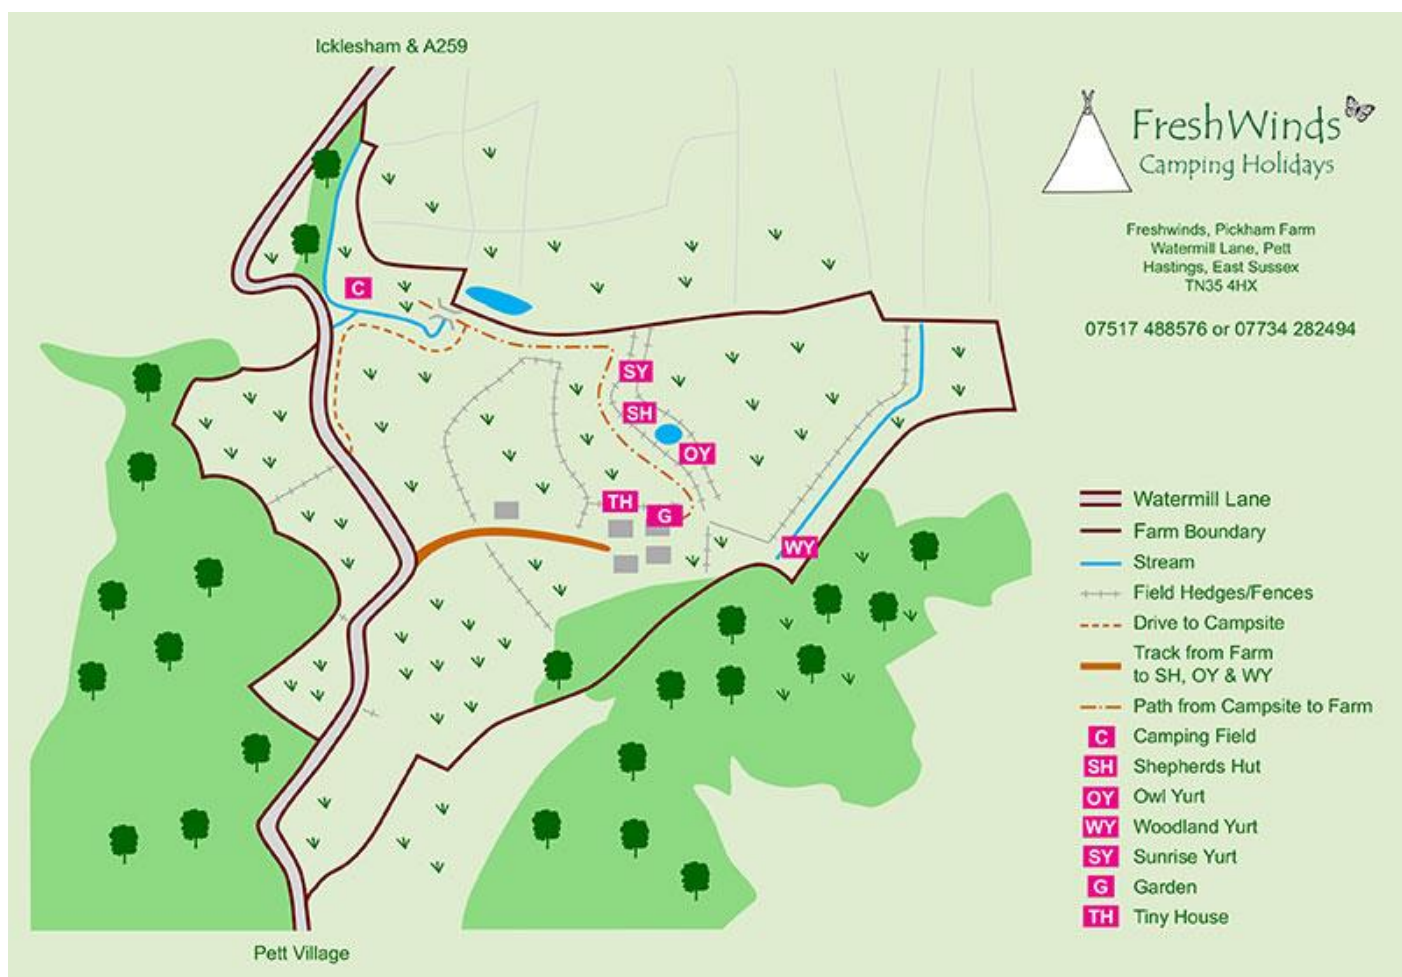 Icklesham & A259
FreshWinds
Camping Holidays
Freshwinds, Pickham Farm
Watermill Lane, Pett
Hastings, East Sussex
TN35 4HX
07517 488576 or 07734 282494
C
SY
SH
OY
TH
G
WY
Watermill Lane
Farm Boundary
Stream
Field Hedges/Fences
Drive to Campsite
Track from Farm
to SH, OY & WY
Path from Campsite to Farm
C Camping Field
SH Shepherds Hut
OY Owl Yurt
WY Woodland Yurt
SY Sunrise Yurt
G Garden
TH Tiny House
Pett Village